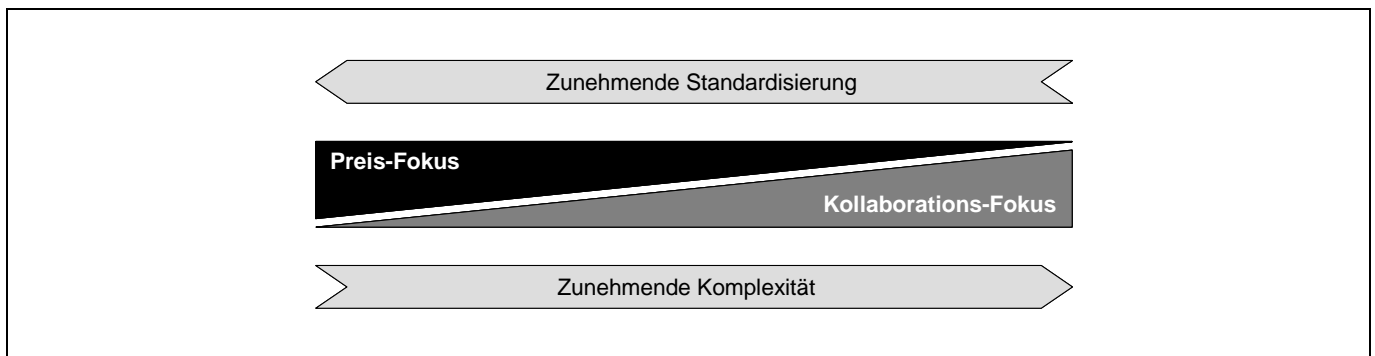 Zunehmende Standardisierung
Preis-Fokus
Kollaborations-Fokus
Zunehmende Komplexität